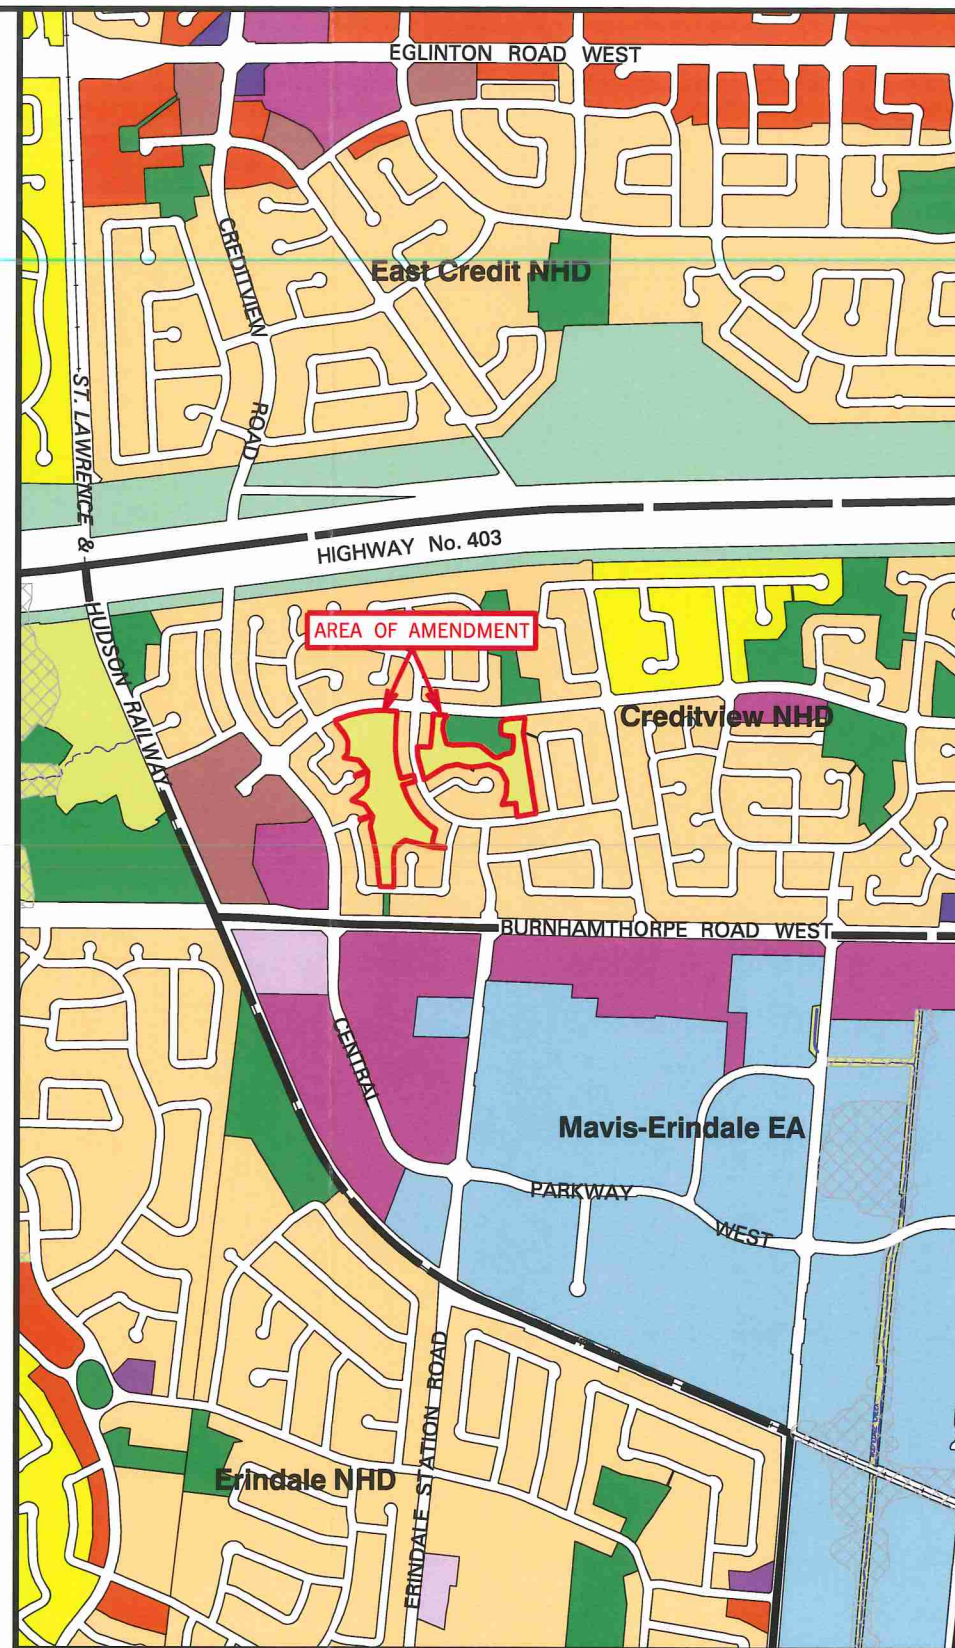 EGLINTON ROAD WEST
CREDITVIEW
ROAD
East Credit NHD
ST. LAWRENCE &
HUDSON RAILWAY
HIGHWAY No. 403
AREA OF AMENDMENT
Creditview NHD
BURNHAMTHORPE ROAD WEST
CENTRAL
PARKWAY
WEST
Mavis-Erindale EA
ERINDALE STATION ROAD
Erindale NHD